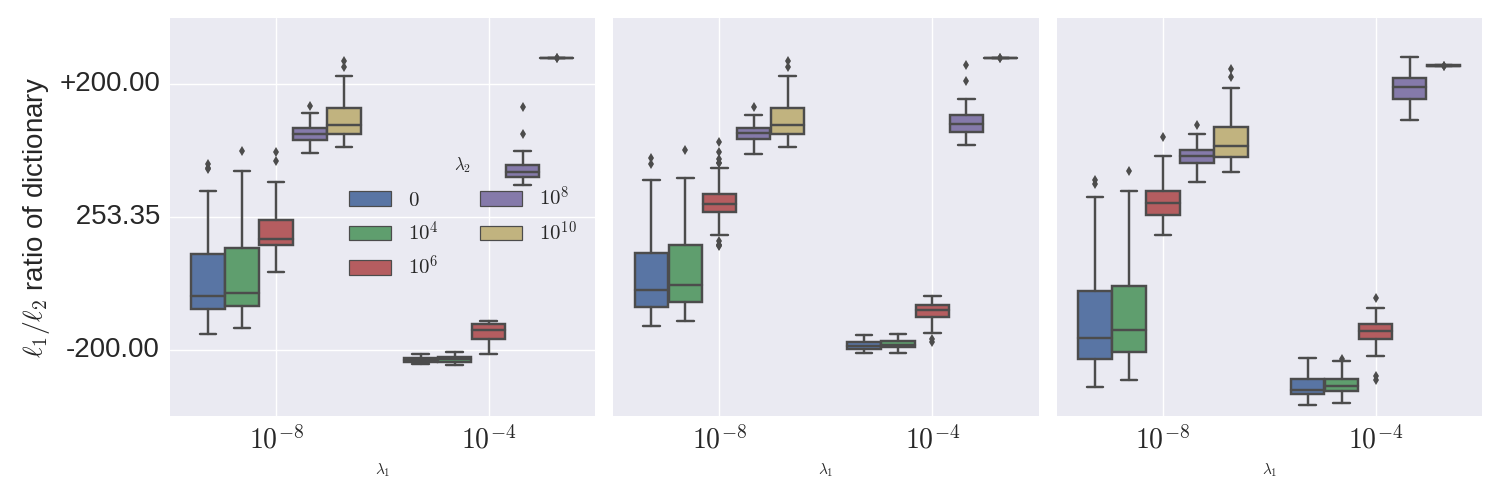 ℓ1/ℓ2 ratio of dictionary
+200.00
253.35
-200.00
λ2
0
10^4
10^6
10^8
10^10
10^-8 10^-4
λ1
10^-8 10^-4
λ1
10^-8 10^-4
λ1